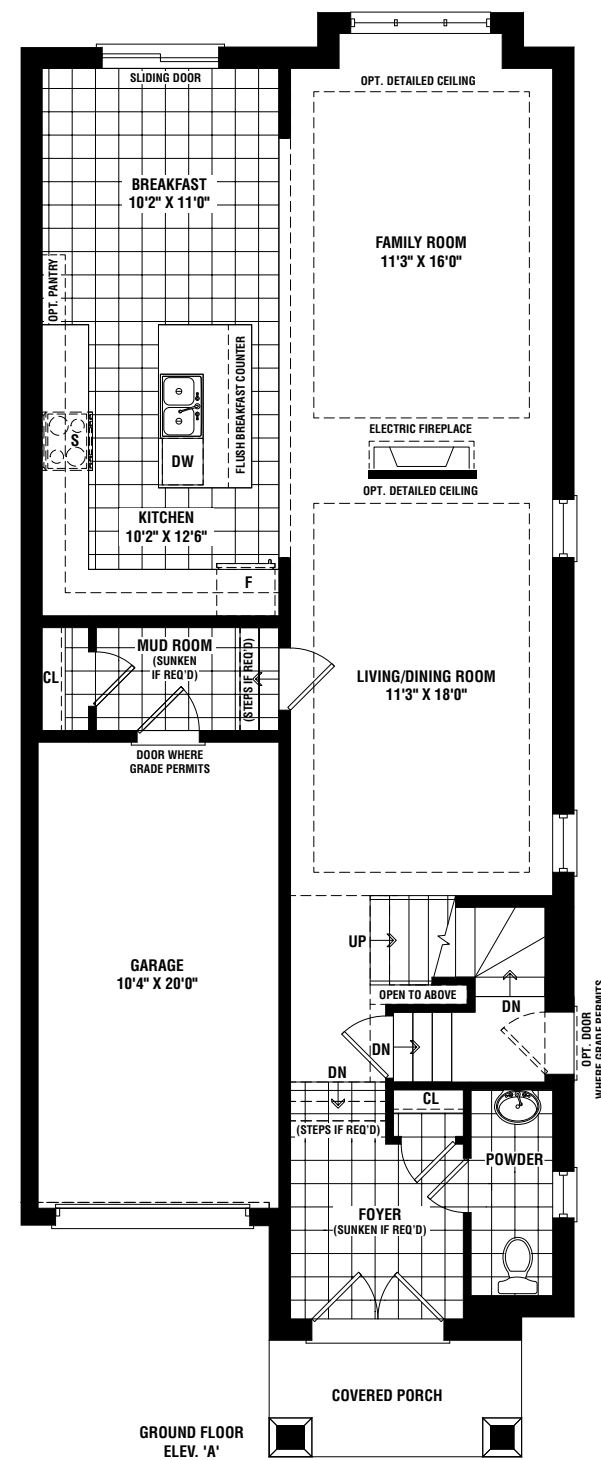 SLIDING DOOR
OPT. DETAILED CEILING
BREAKFAST
10'2" X 11'0"
FAMILY ROOM
11'3" X 16'0"
OPT. PANTRY
FLUSH BREAKFAST COUNTER
S
DW
ELECTRIC FIREPLACE
OPT. DETAILED CEILING
KITCHEN
10'2" X 12'6"
F
MUD ROOM
(SUNKEN
IF REQ'D)
CL
(STEPS IF REQ'D)
LIVING/DINING ROOM
11'3" X 18'0"
DOOR WHERE
GRADE PERMITS
GARAGE
10'4" X 20'0"
UP
OPEN TO ABOVE
DN
DN
DN
OPT. DOOR
WHERE GRADE PERMITS
CL
(STEPS IF REQ'D)
POWDER
FOYER
(SUNKEN IF REQ'D)
COVERED PORCH
GROUND FLOOR
ELEV. 'A'